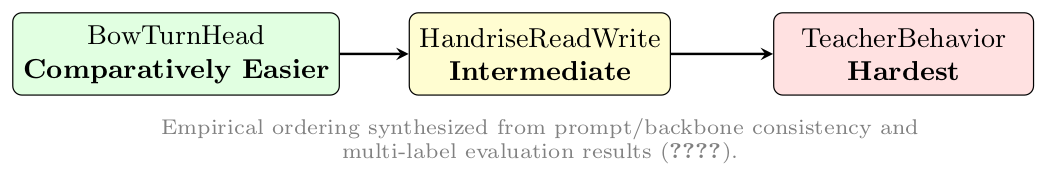 BowTurnHead
Comparatively Easier
HandriseReadWrite
Intermediate
TeacherBehavior
Hardest
Empirical ordering synthesized from prompt/backbone consistency and
multi-label evaluation results (????).